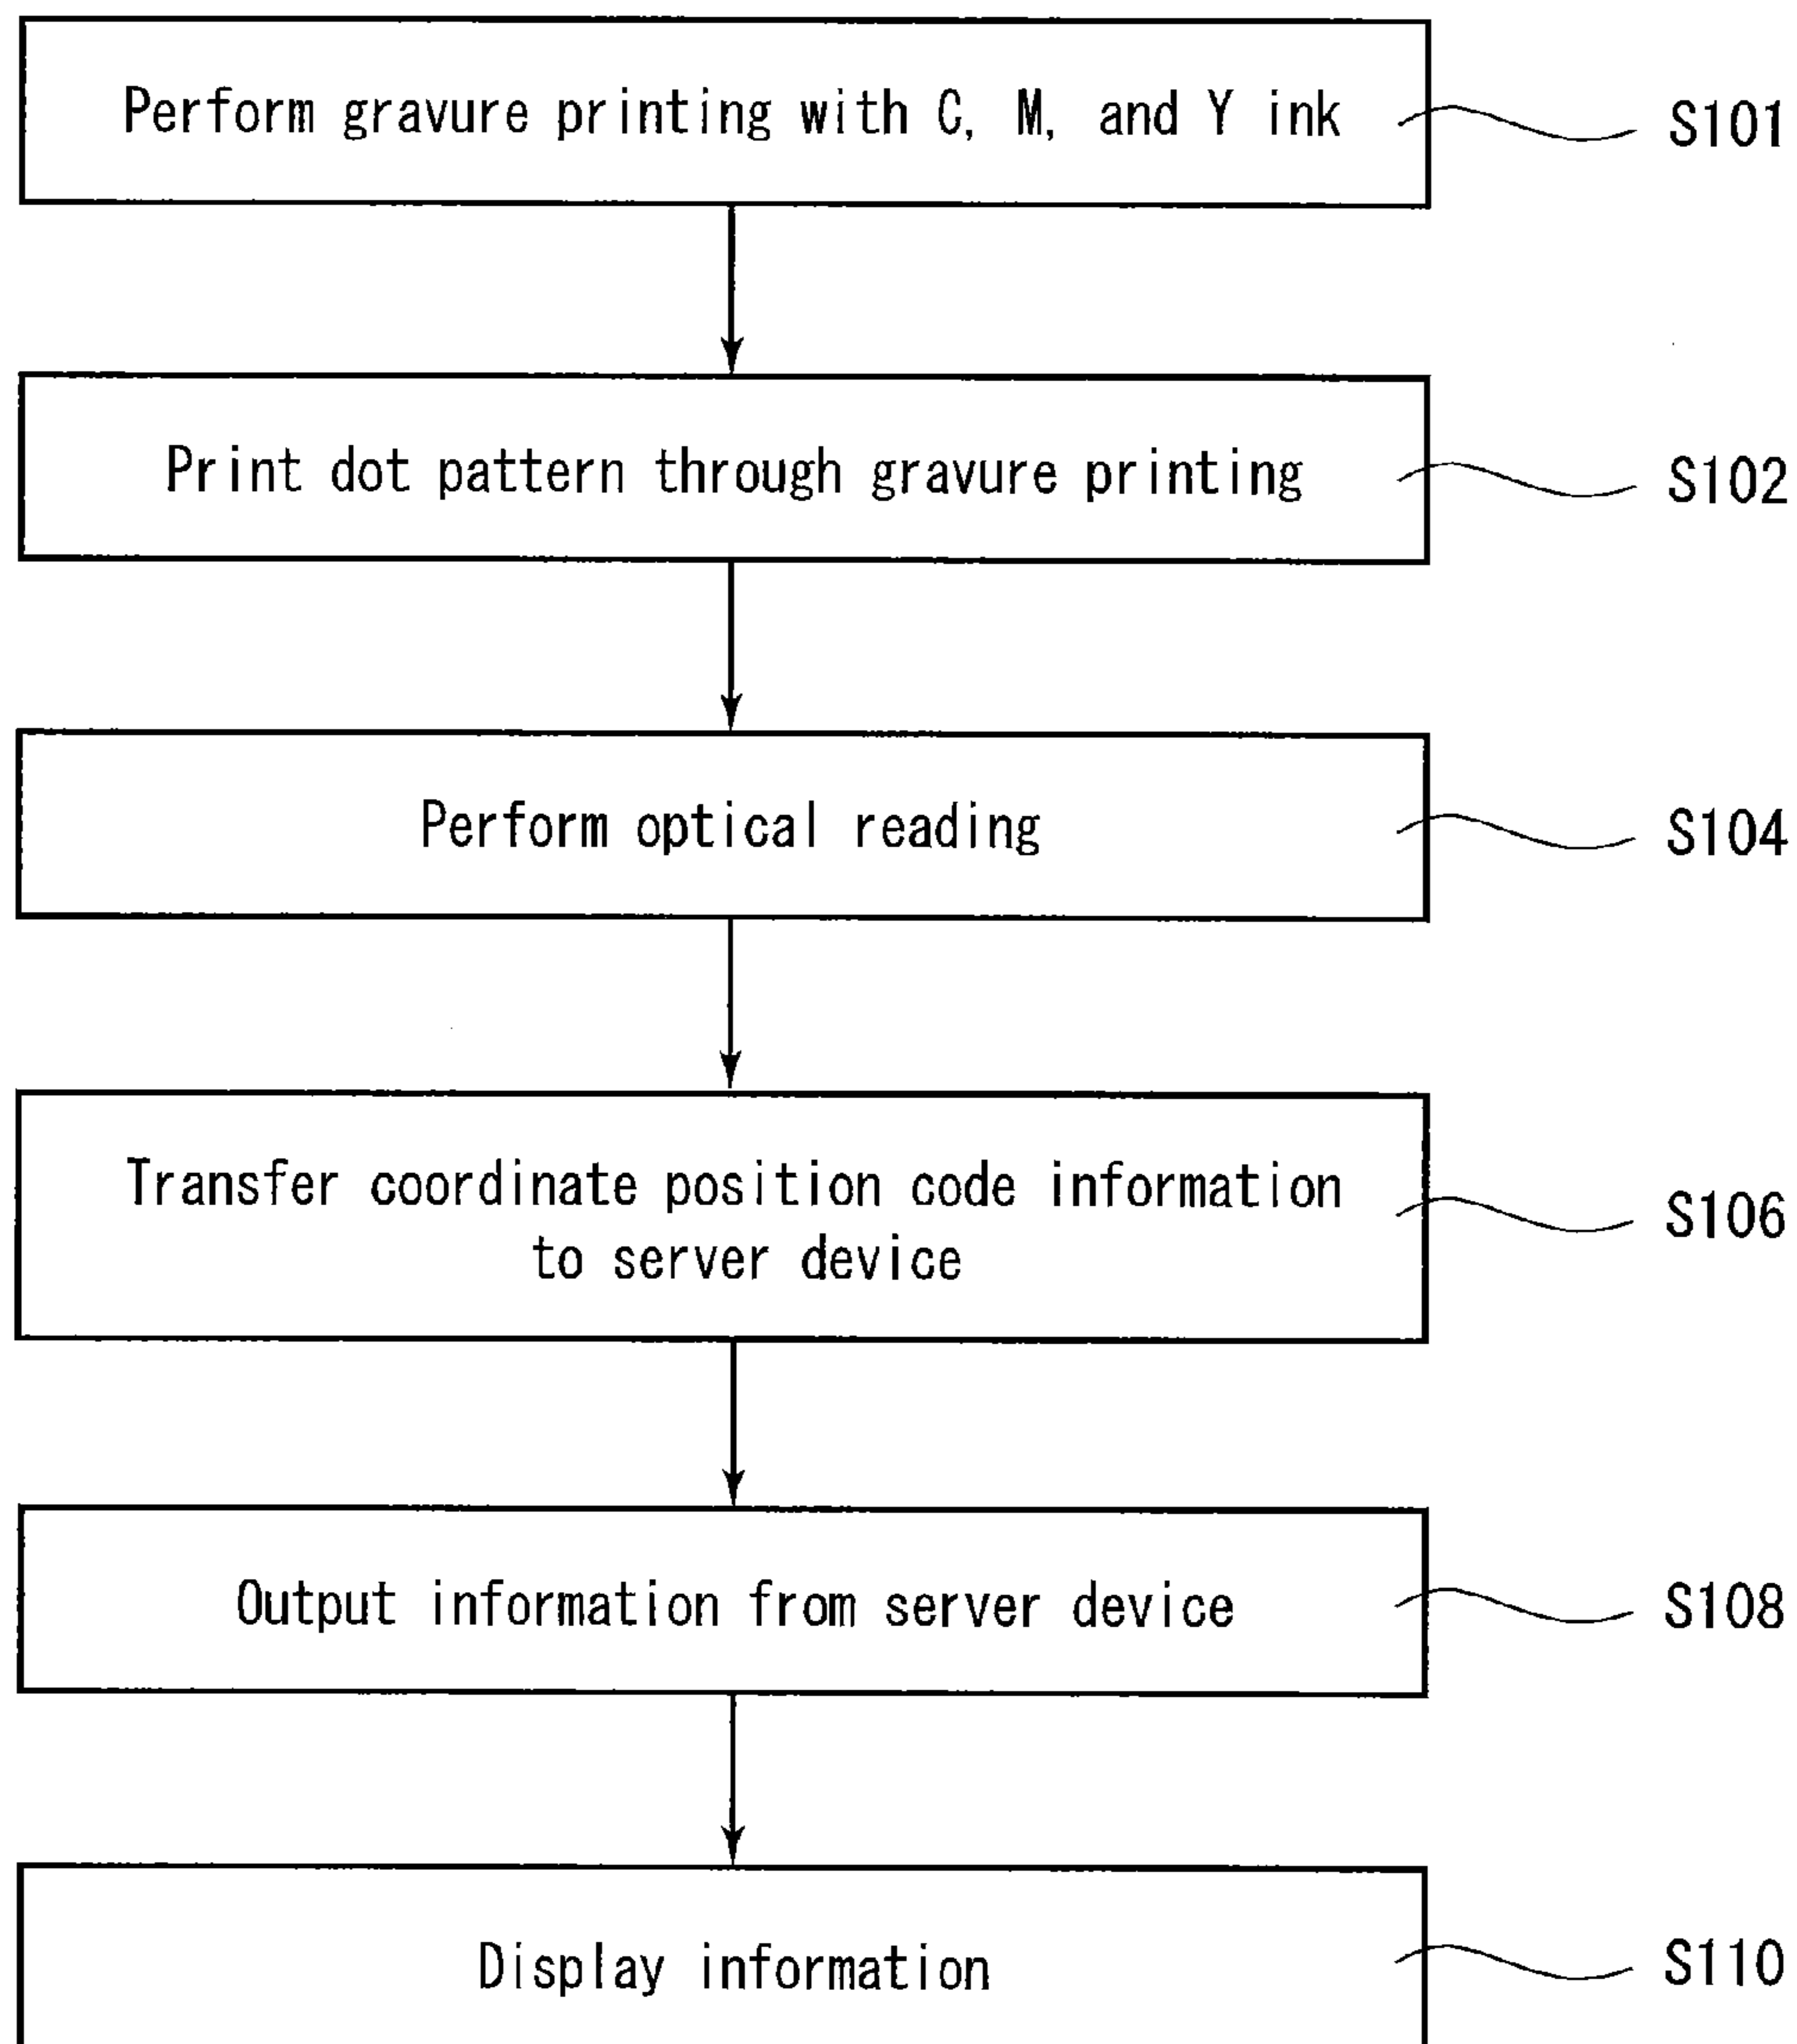 Perform gravure printing with C, M, and Y ink
S101
Print dot pattern through gravure printing
S102
Perform optical reading
S104
Transfer coordinate position code information
to server device
S106
Output information from server device
S108
Display information
S110